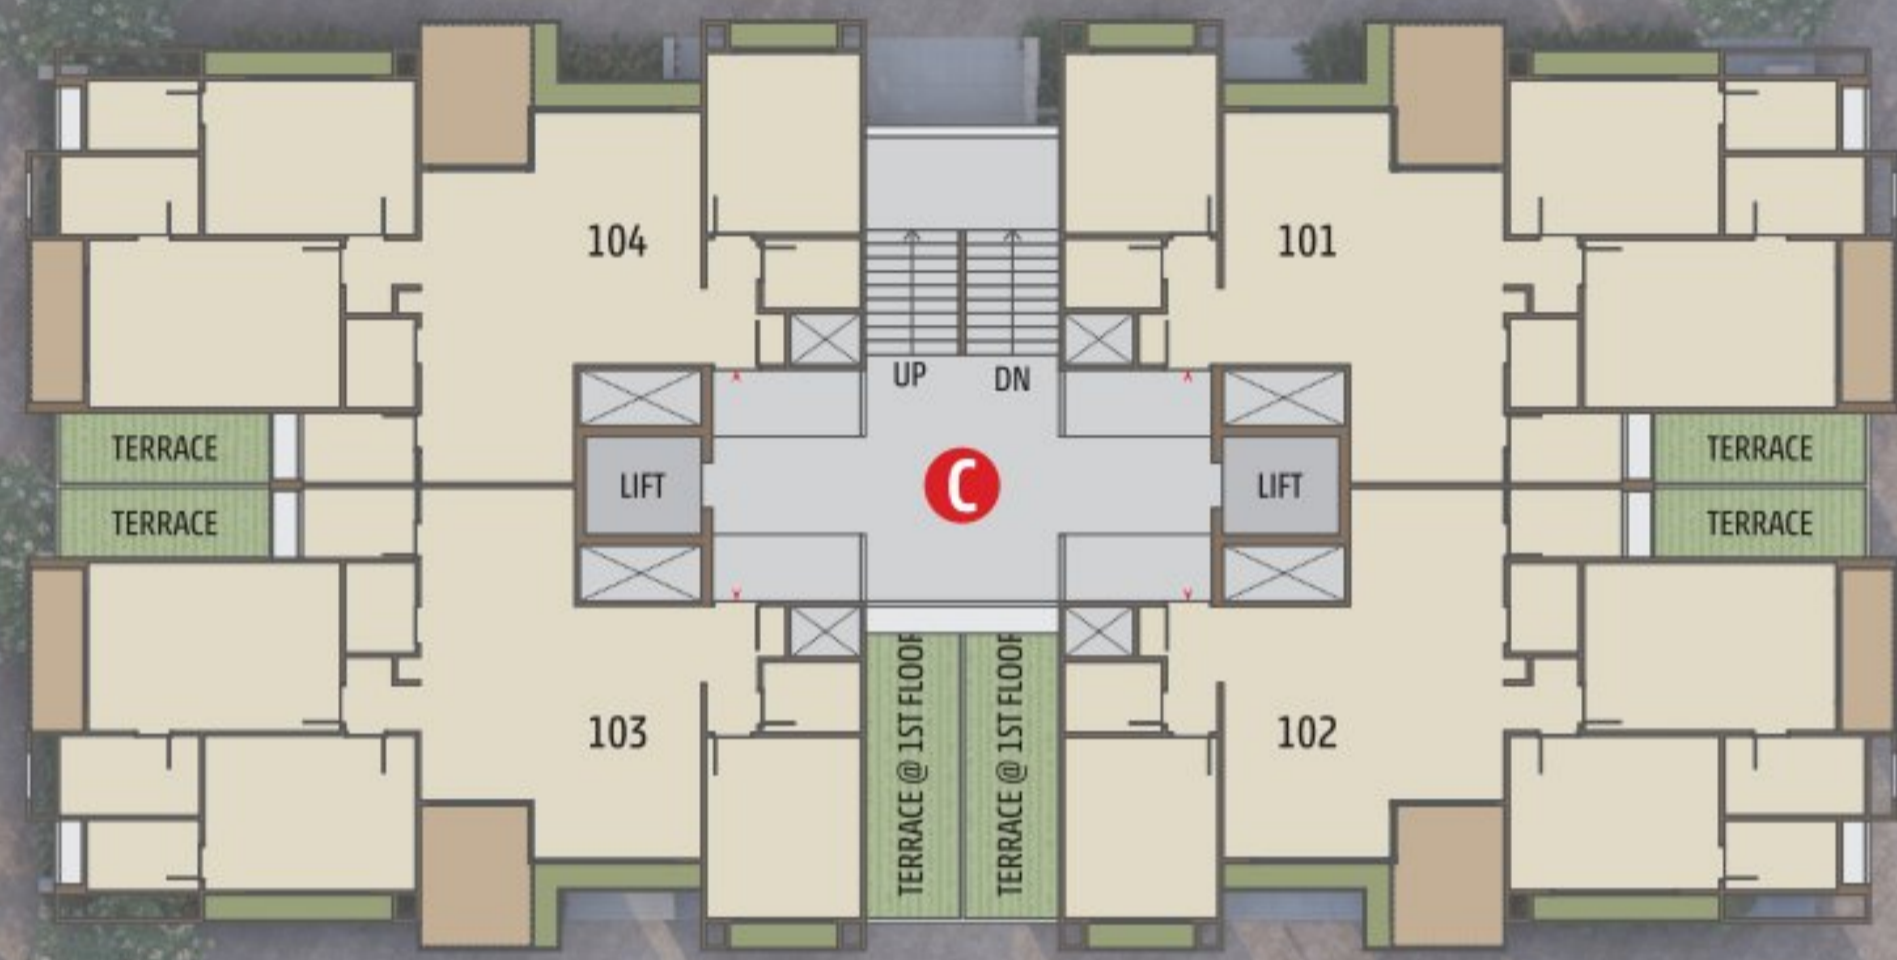 104
101
UP
DN
TERRACE
TERRACE
LIFT
C
LIFT
TERRACE
TERRACE
103
102
TERRACE @ 1ST FLOOR
TERRACE @ 1ST FLOOR